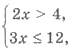 2x > 4,
3x ≤ 12,